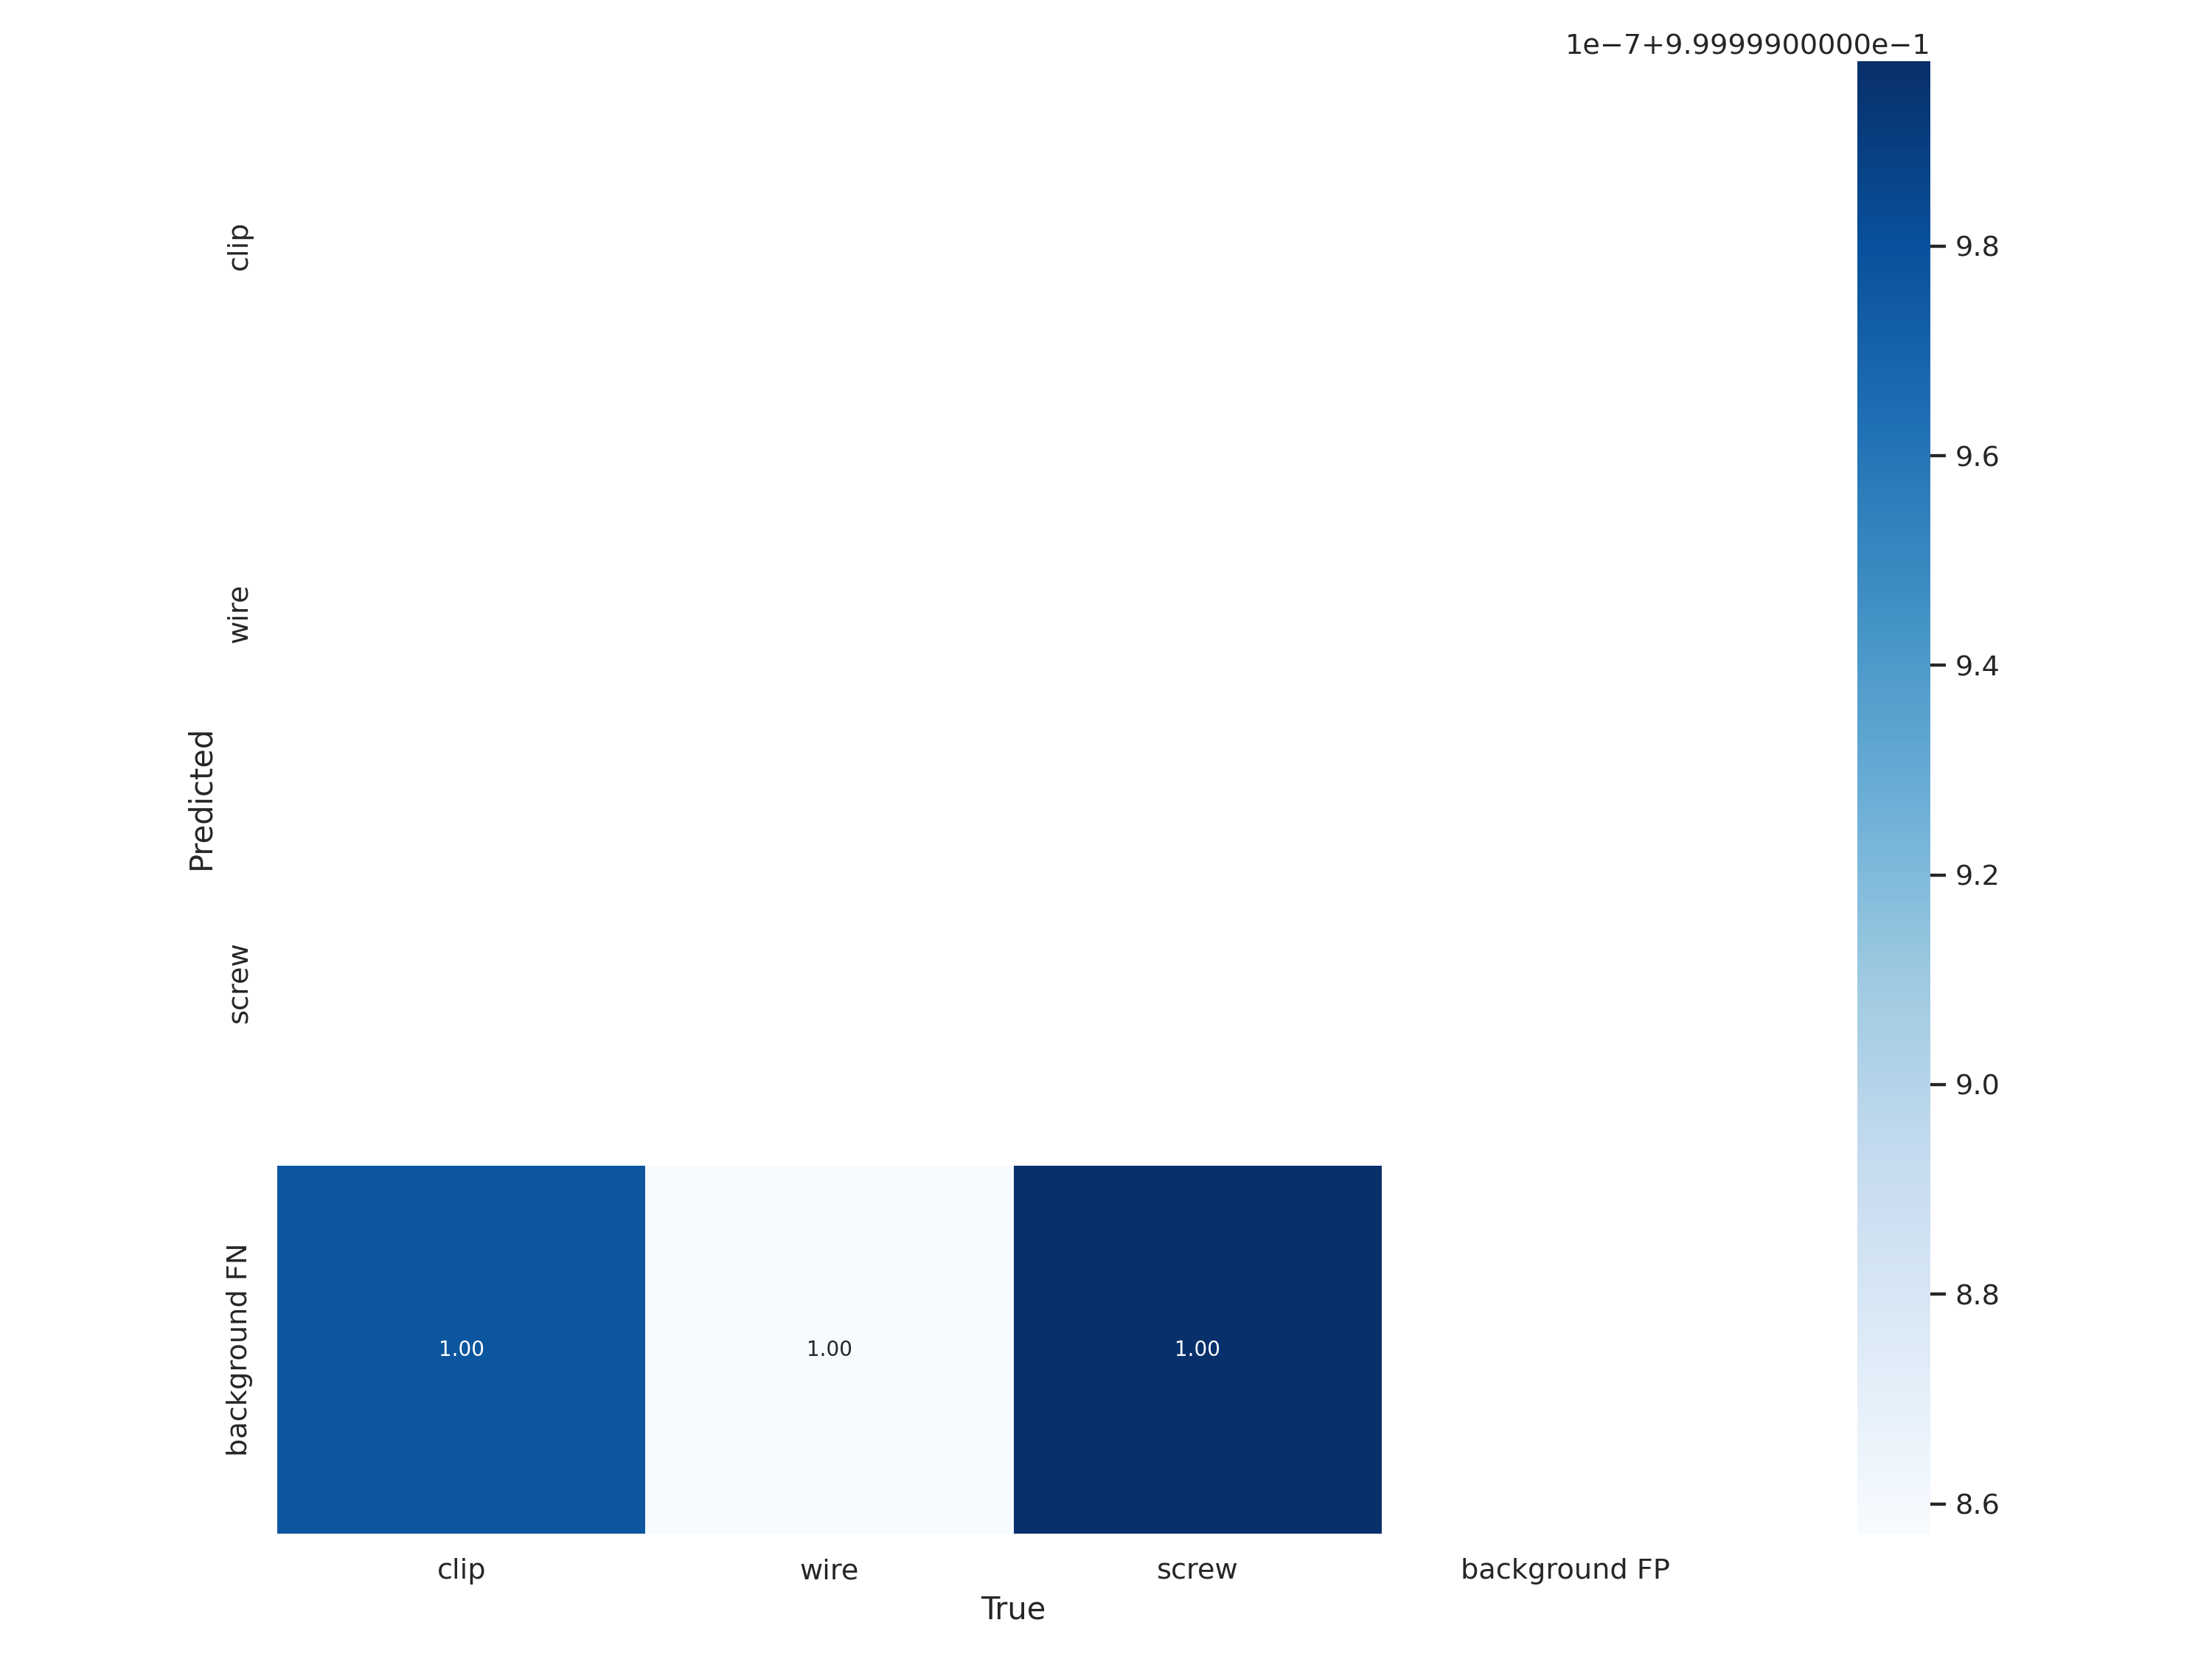 1e−7+9.9999900000e−1
9.8
9.6
9.4
9.2
9.0
8.8
8.6
Predicted
clip
wire
screw
background FN
1.00 1.00 1.00
clip wire screw background FP
True